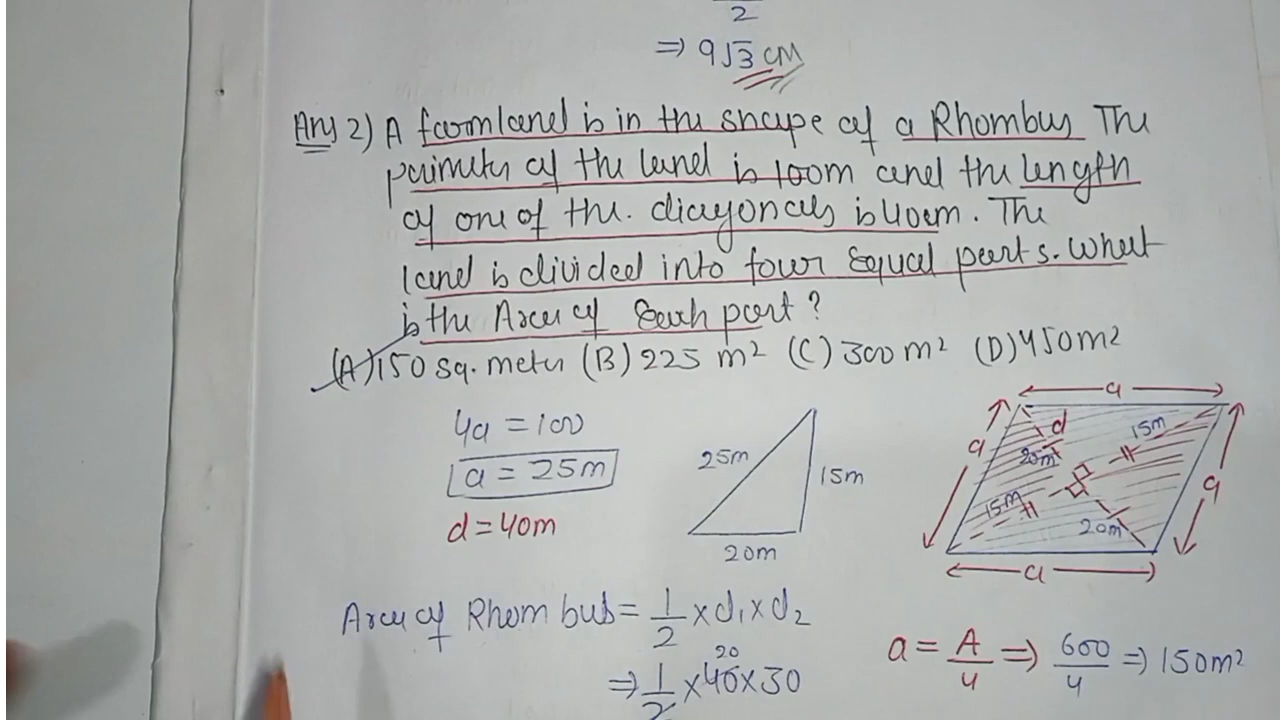 2
⇒ 9√3 CM
Ans 2) A farmland is in the shape of a Rhombus The
perimeter of the land is 100m and the length
of one of the. diagonals is 40m. The
land is divided into four Equal parts. What
is the Area of Each part?
(A) 150 sq. meter (B) 225 m² (C) 300 m² (D) 450m²
4a = 100
a = 25m
d = 40m
25m
15m
20m
a
a
d
20m
15m
15m
20m
a
a
Area of Rhombus = 1/2 × d₁ × d₂
20
⇒ 1/2 × 40 × 30
a = A/4 ⇒ 600/4 ⇒ 150m²